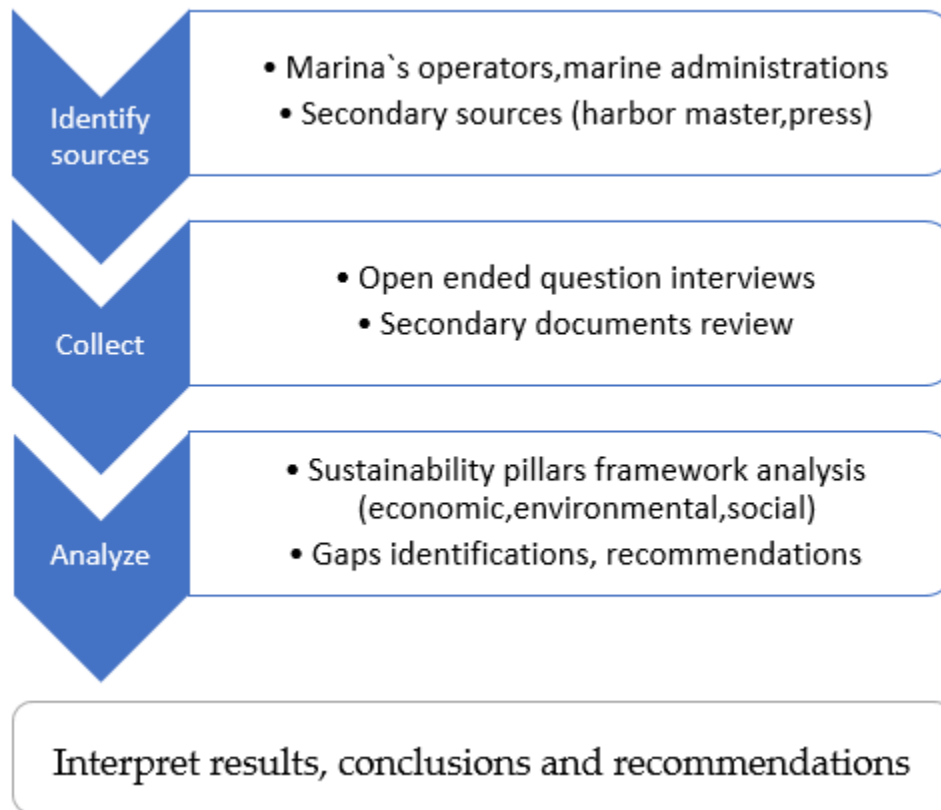 Identify
sources
• Marina`s operators,marine administrations
• Secondary sources (harbor master,press)
Collect
• Open ended question interviews
• Secondary documents review
Analyze
• Sustainability pillars framework analysis
(economic,environmental,social)
• Gaps identifications, recommendations
Interpret results, conclusions and recommendations